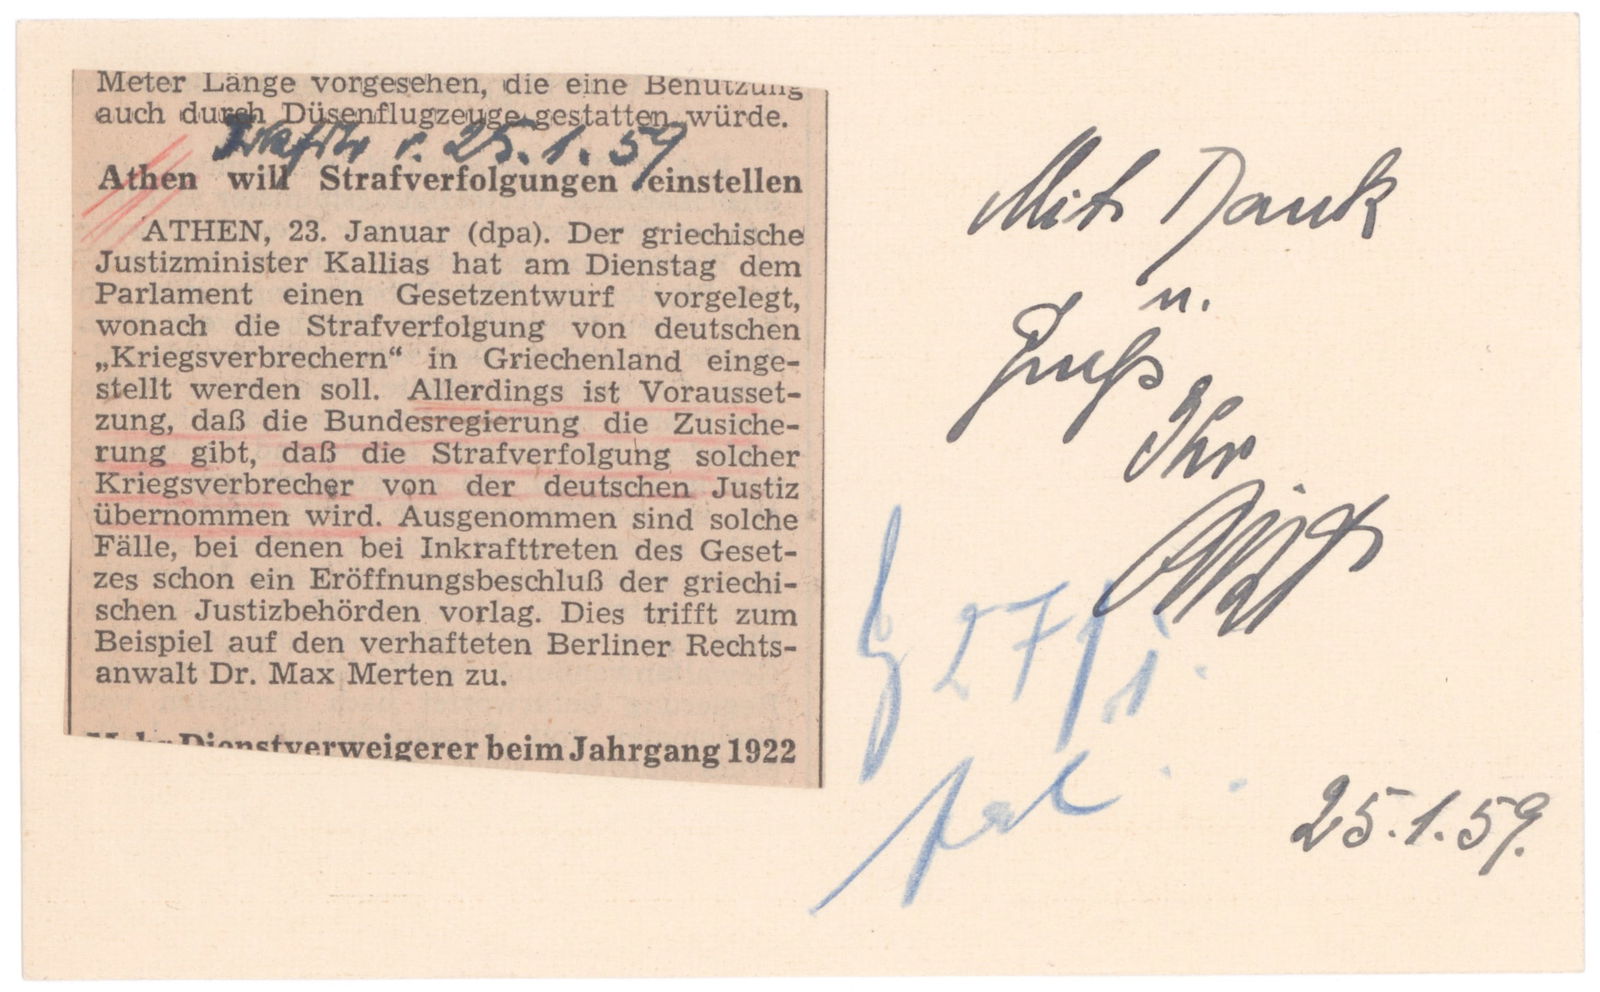 Meter Länge vorgesehen, die eine Benutzung
auch durch Düsenflugzeuge gestatten würde.
v. 25.1.59
Athen will Strafverfolgungen einstellen
ATHEN, 23. Januar (dpa). Der griechische
Justizminister Kallias hat am Dienstag dem
Parlament einen Gesetzentwurf vorgelegt,
wonach die Strafverfolgung von deutschen
„Kriegsverbrechern“ in Griechenland einge-
stellt werden soll. Allerdings ist Vorausset-
zung, daß die Bundesregierung die Zusiche-
rung gibt, daß die Strafverfolgung solcher
Kriegsverbrecher von der deutschen Justiz
übernommen wird. Ausgenommen sind solche
Fälle, bei denen bei Inkrafttreten des Geset-
zes schon ein Eröffnungsbeschluß der griechi-
schen Justizbehörden vorlag. Dies trifft zum
Beispiel auf den verhafteten Berliner Rechts-
anwalt Dr. Max Merten zu.
Mehr Dienstverweigerer beim Jahrgang 1922
Mit Dank
u.
Gruß
Ihr
27/1.
25.1.59.